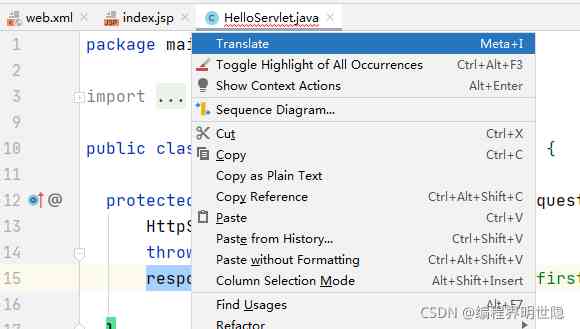 web.xml × index.jsp × HelloServlet.java ×
1 package mai
2
3 import ...
9
10 public clas {
11
12 @ protected quest
13 HttpS
14 throw
15 respo first
16
17 }
Translate Meta+I
Toggle Highlight of All Occurrences Ctrl+Alt+F3
Show Context Actions Alt+Enter
Sequence Diagram...
Cut Ctrl+X
Copy Ctrl+C
Copy as Plain Text
Copy Reference Ctrl+Alt+Shift+C
Paste Ctrl+V
Paste from History... Ctrl+Shift+V
Paste without Formatting Ctrl+Alt+Shift+V
Column Selection Mode Alt+Shift+Insert
Find Usages Alt+F7
Refactor
CSDN @编程界明世隐